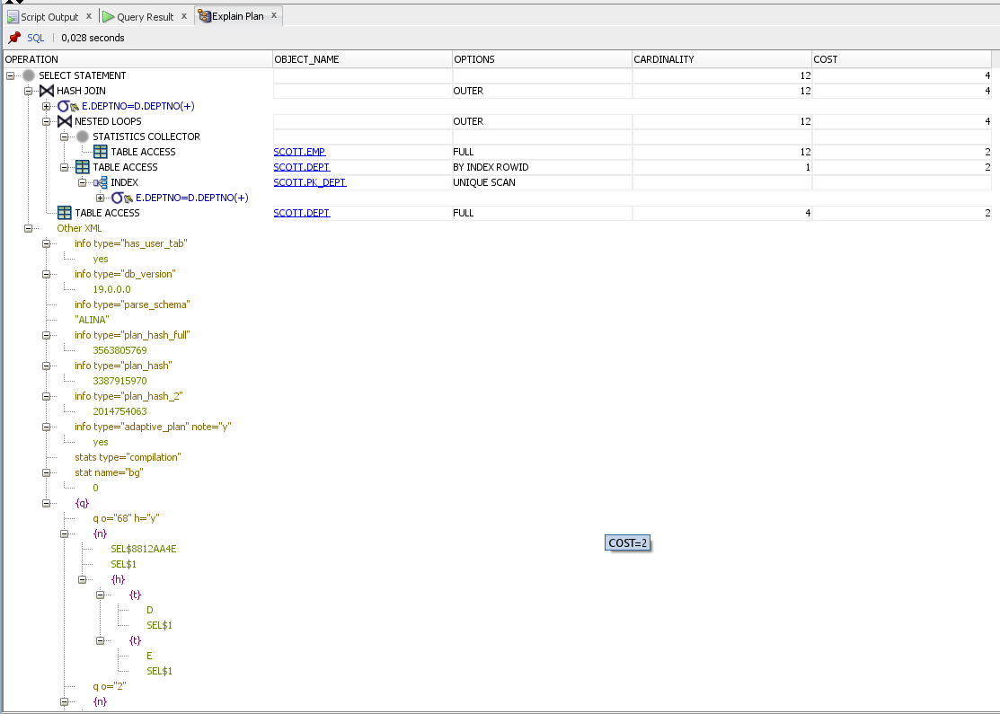 Script Output x Query Result x Explain Plan x
SQL 0,028 seconds
OPERATION OBJECT_NAME OPTIONS CARDINALITY COST
SELECT STATEMENT 12 4
HASH JOIN OUTER 12 4
E.DEPTNO=D.DEPTNO(+)
NESTED LOOPS OUTER 12 4
STATISTICS COLLECTOR
TABLE ACCESS SCOTT.EMP FULL 12 2
TABLE ACCESS SCOTT.DEPT BY INDEX ROWID 1 2
INDEX SCOTT.PK_DEPT UNIQUE SCAN
E.DEPTNO=D.DEPTNO(+)
TABLE ACCESS SCOTT.DEPT FULL 4 2
Other XML
info type="has_user_tab"
yes
info type="db_version"
19.0.0.0
info type="parse_schema"
"ALINA"
info type="plan_hash_full"
3563805769
info type="plan_hash"
3387915970
info type="plan_hash_2"
2014754063
info type="adaptive_plan" note="y"
yes
stats type="compilation"
stat name="bg"
0
{q}
q o="68" h="y"
{n}
COST=2
SEL$8812AA4E
SEL$1
{h}
{t}
D
SEL$1
{t}
E
SEL$1
q o="2"
{n}